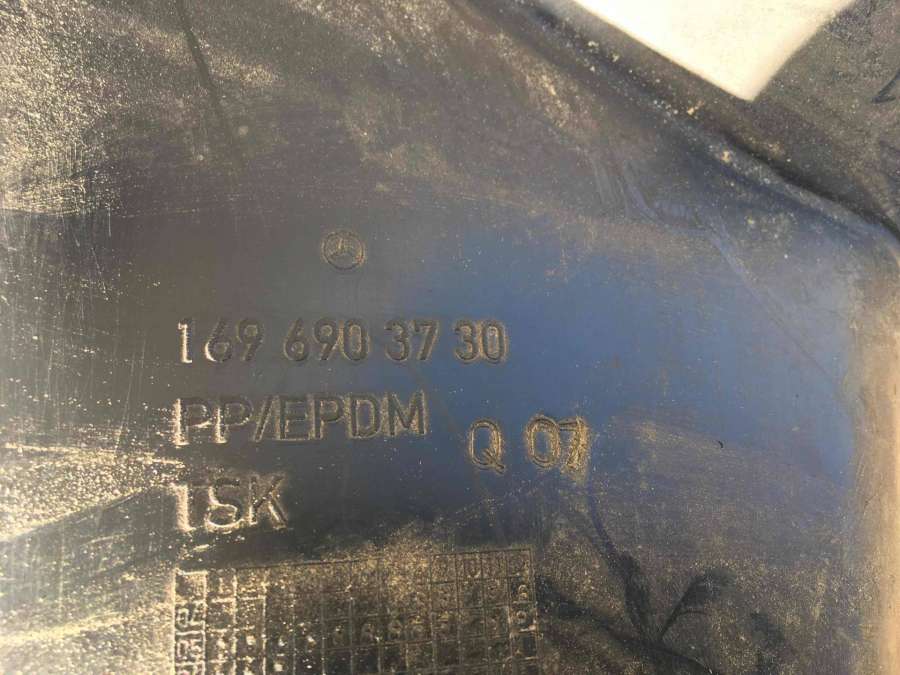 169 690 37 30
PP/EPDM
Q 07
TSK